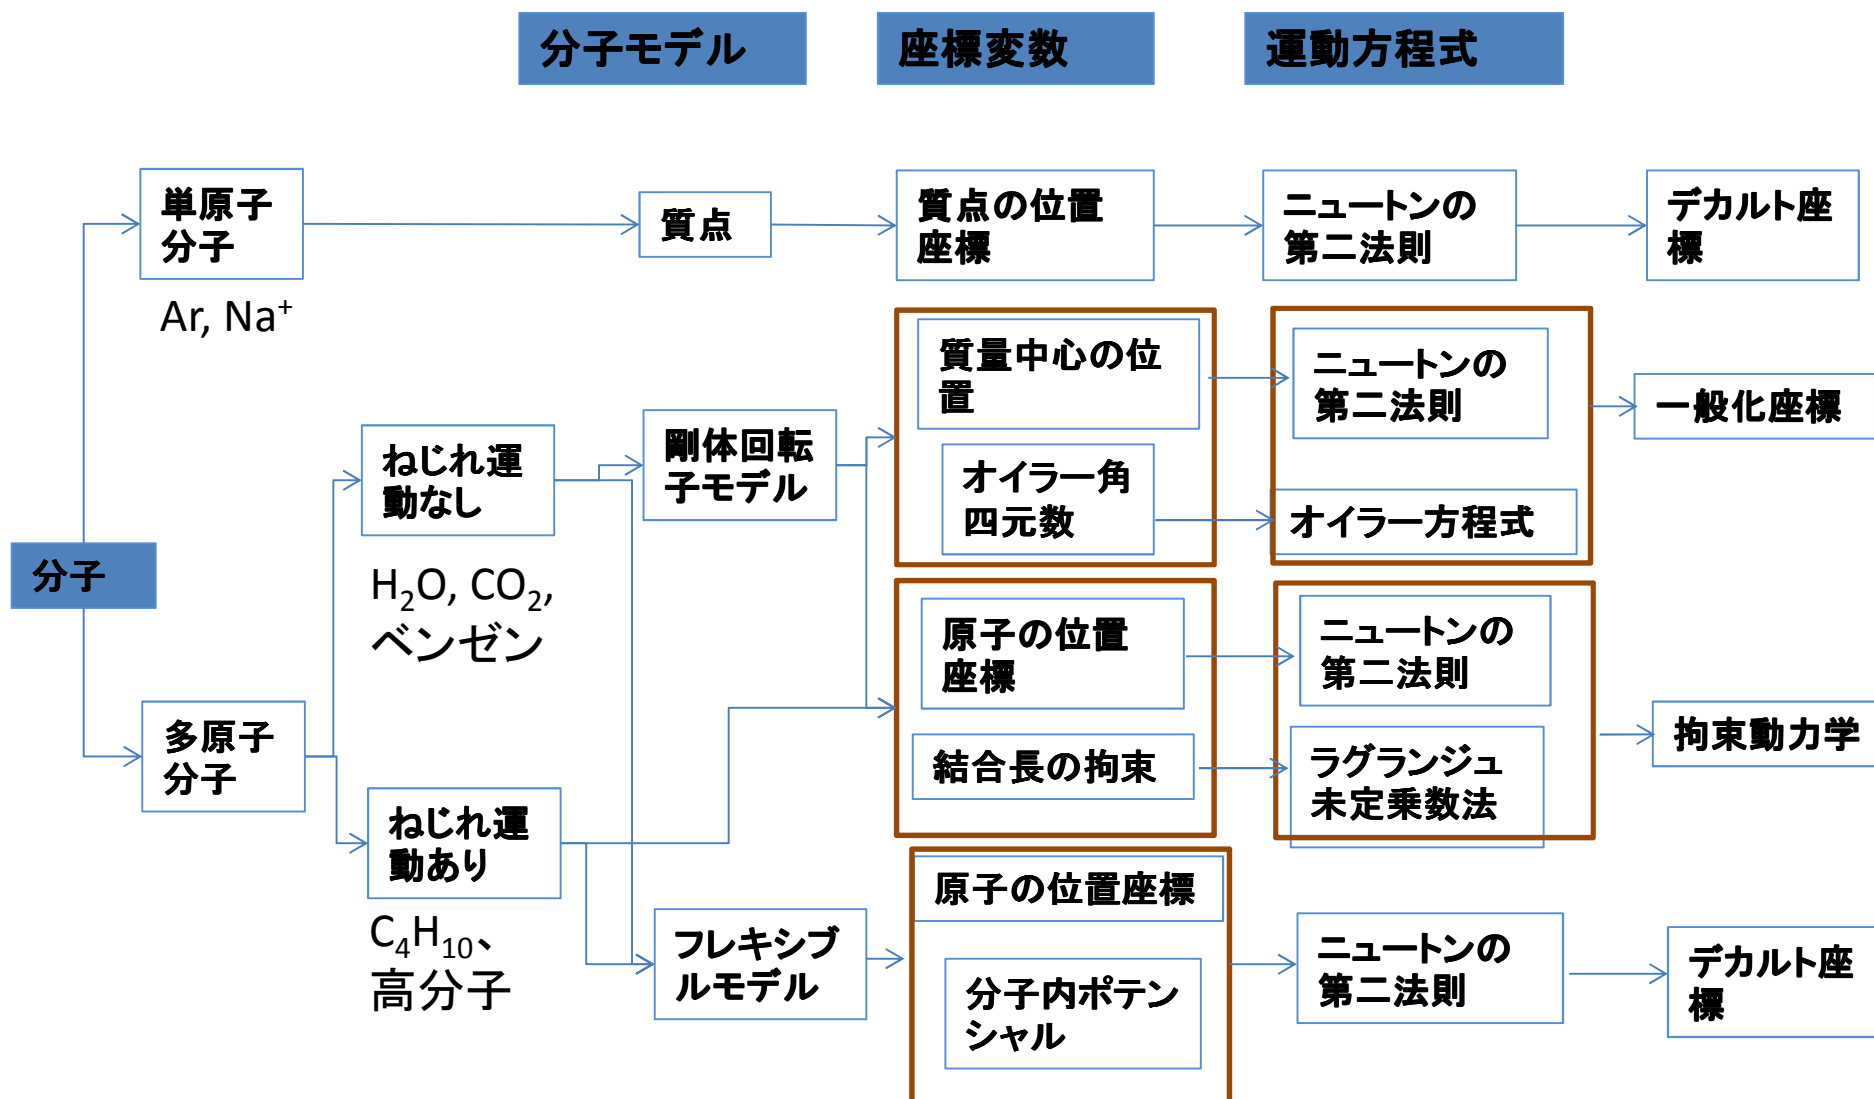 分子モデル
座標変数
運動方程式
単原子
分子
Ar, Na⁺
質点
質点の位置
座標
ニュートンの
第二法則
デカルト座
標
質量中心の位
置
オイラー角
四元数
ニュートンの
第二法則
オイラー方程式
一般化座標
ねじれ運
動なし
H₂O, CO₂,
ベンゼン
剛体回転
子モデル
分子
原子の位置
座標
結合長の拘束
ニュートンの
第二法則
ラグランジュ
未定乗数法
拘束動力学
多原子
分子
ねじれ運
動あり
C₄H₁₀、
高分子
フレキシブ
ルモデル
原子の位置座標
分子内ポテン
シャル
ニュートンの
第二法則
デカルト座
標